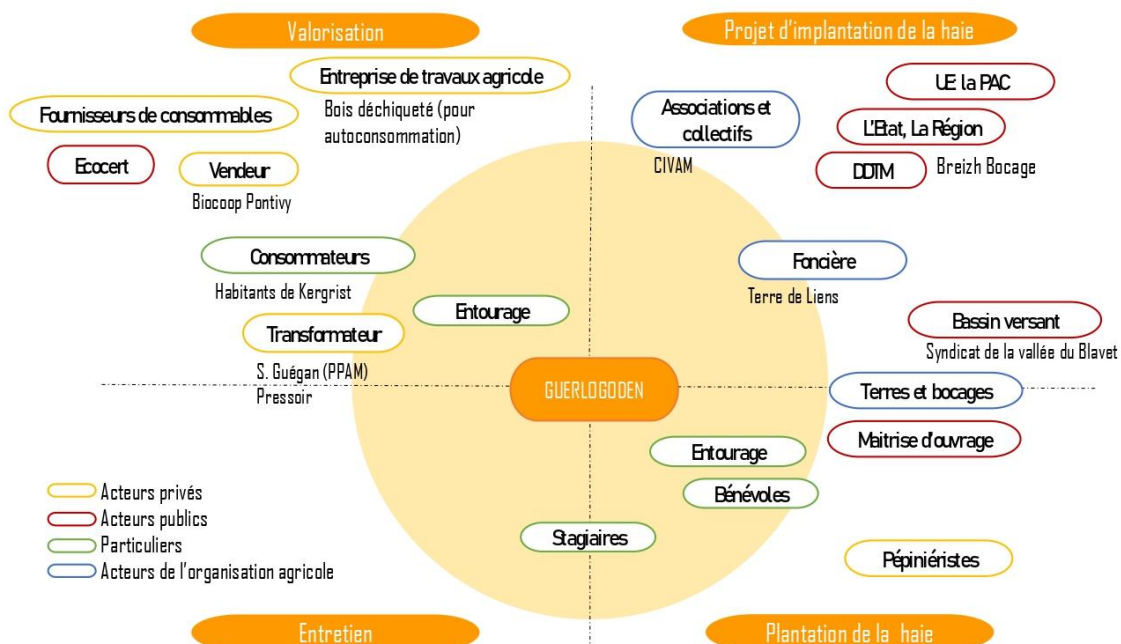 Valorisation
Projet d'implantation de la haie
Entreprise de travaux agricole
Bois déchiqueté (pour
autoconsommation)
Fournisseurs de consommables
Ecocert
Vendeur
Biocoop Pontivy
Consommateurs
Habitants de Kergrist
Entourage
Transformateur
S. Guégan (PPAM)
Pressoir
Associations et
collectifs
CIVAM
UE: la PAC
L'Etat, La Région
DDTM
Breizh Bocage
Foncière
Terre de Liens
Bassin versant
Syndicat de la vallée du Blavet
GUERLOGODEN
Terres et bocages
Maitrise d'ouvrage
Entourage
Bénévoles
Stagiaires
Pépiniéristes
Acteurs privés
Acteurs publics
Particuliers
Acteurs de l'organisation agricole
Entretien
Plantation de la haie